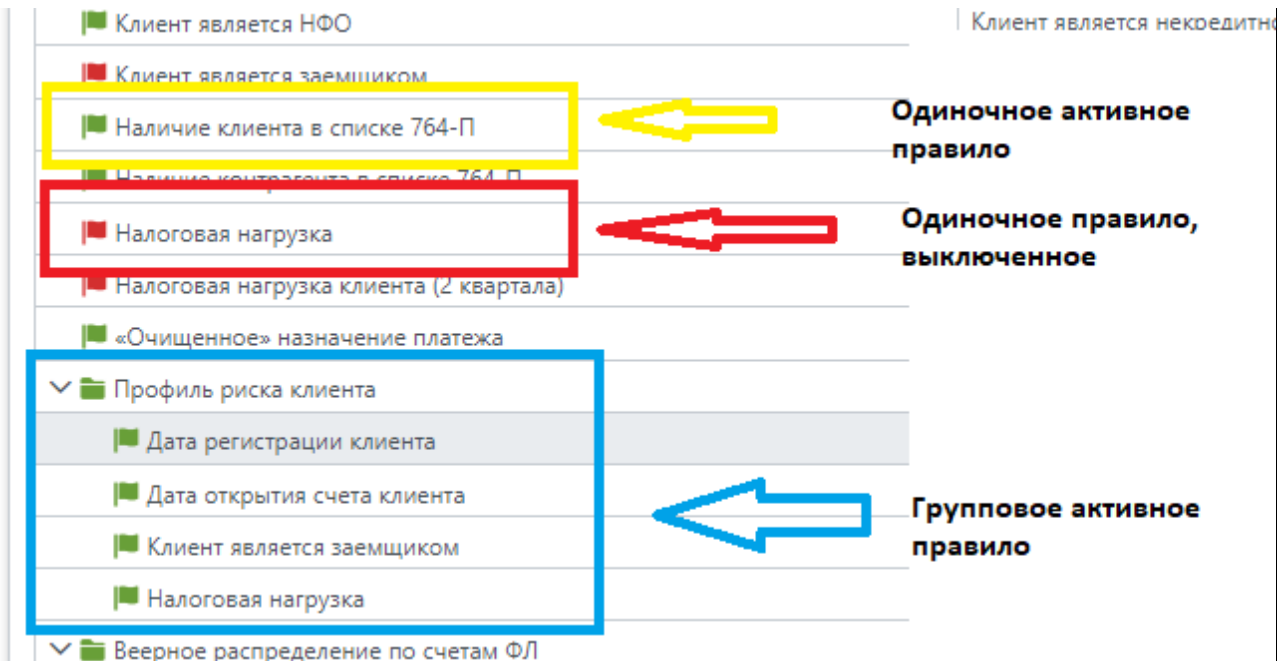 Клиент является НФО
Клиент является некредитно
Клиент является заемщиком
Наличие клиента в списке 764-П
Одиночное активное
правило
Наличие контрагента в списке 764-П
Налоговая нагрузка
Одиночное правило,
выключенное
Налоговая нагрузка клиента (2 квартала)
«Очищенное» назначение платежа
Профиль риска клиента
Дата регистрации клиента
Дата открытия счета клиента
Клиент является заемщиком
Налоговая нагрузка
Групповое активное
правило
Веерное распределение по счетам ФЛ